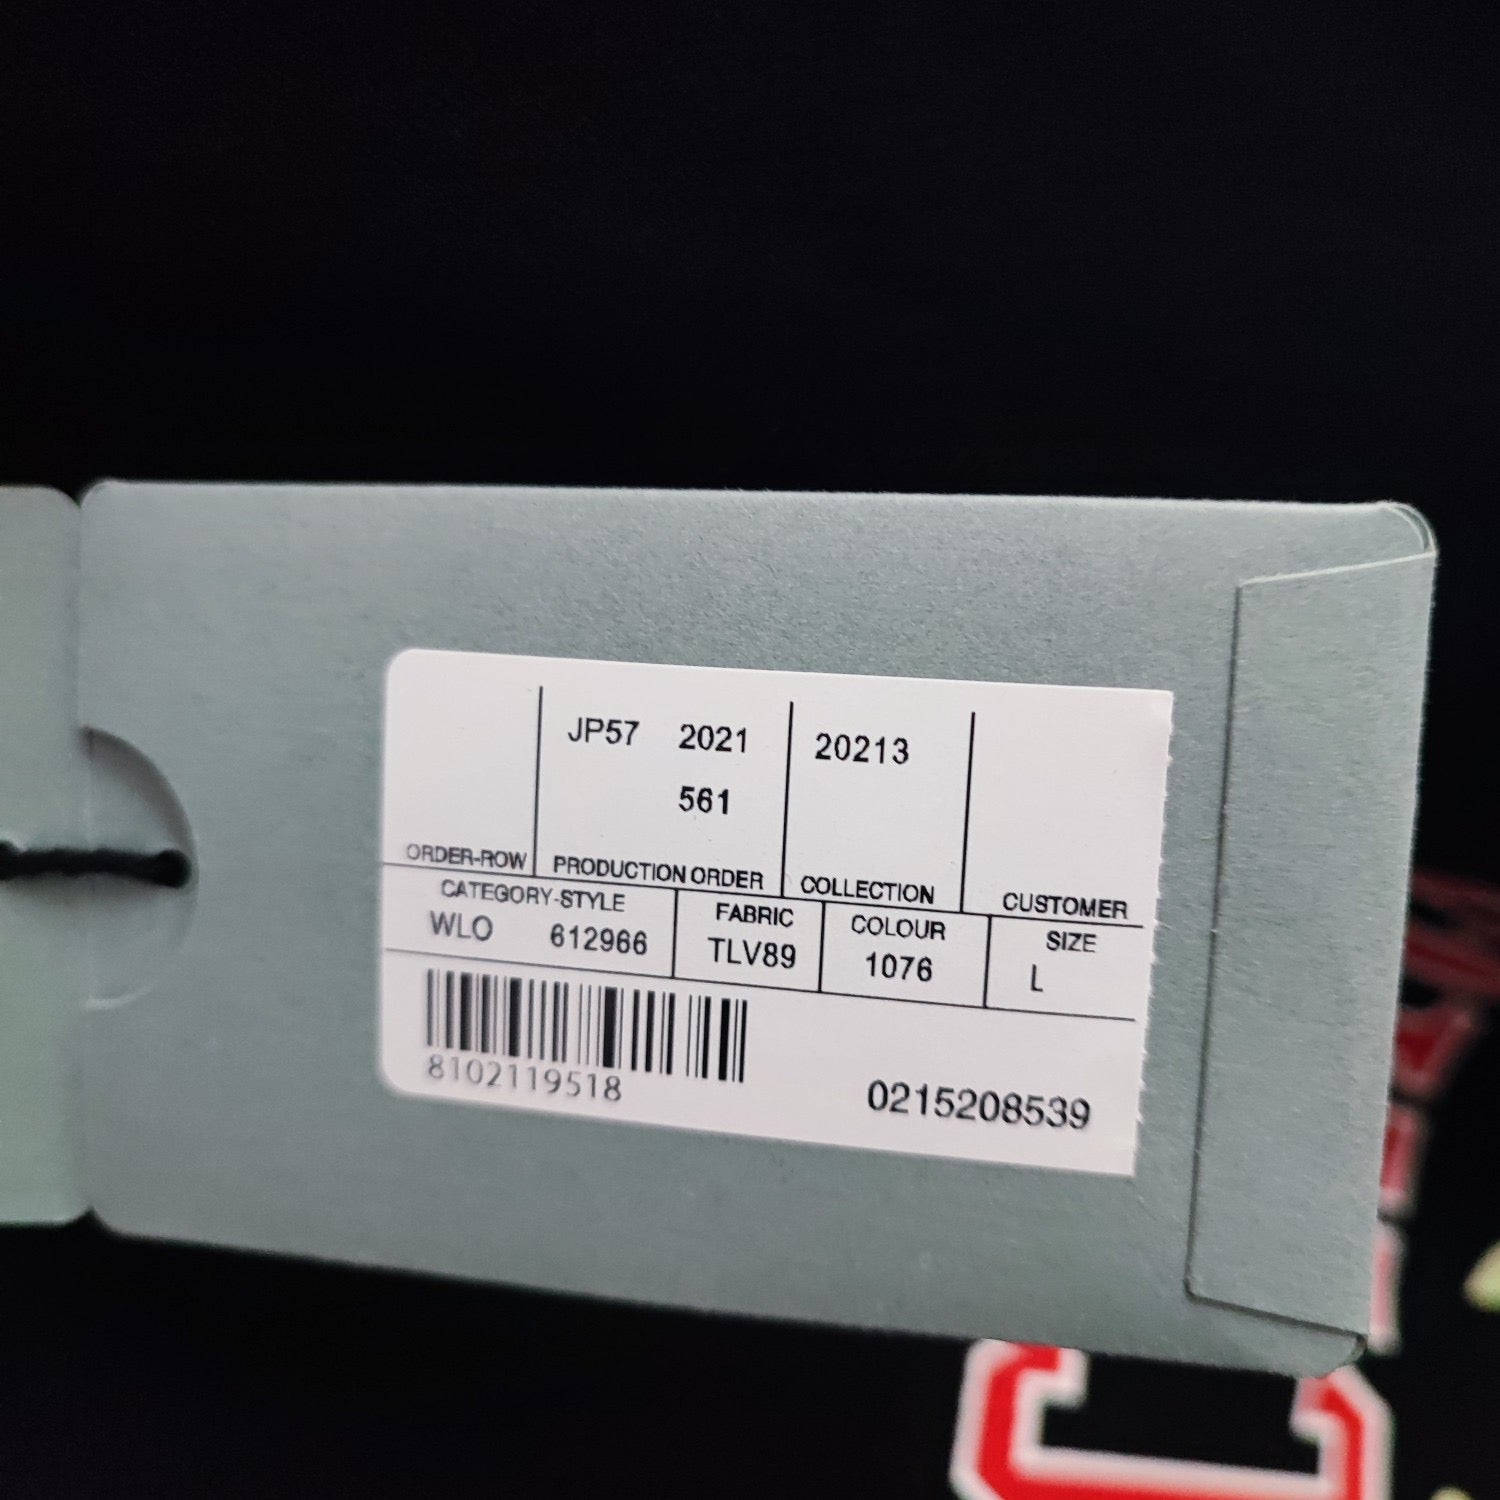 JP57 2021 20213
561
ORDER-ROW PRODUCTION ORDER COLLECTION CUSTOMER
CATEGORY-STYLE FABRIC COLOUR SIZE
WLO 612966 TLV89 1076 L
8102119518 0215208539